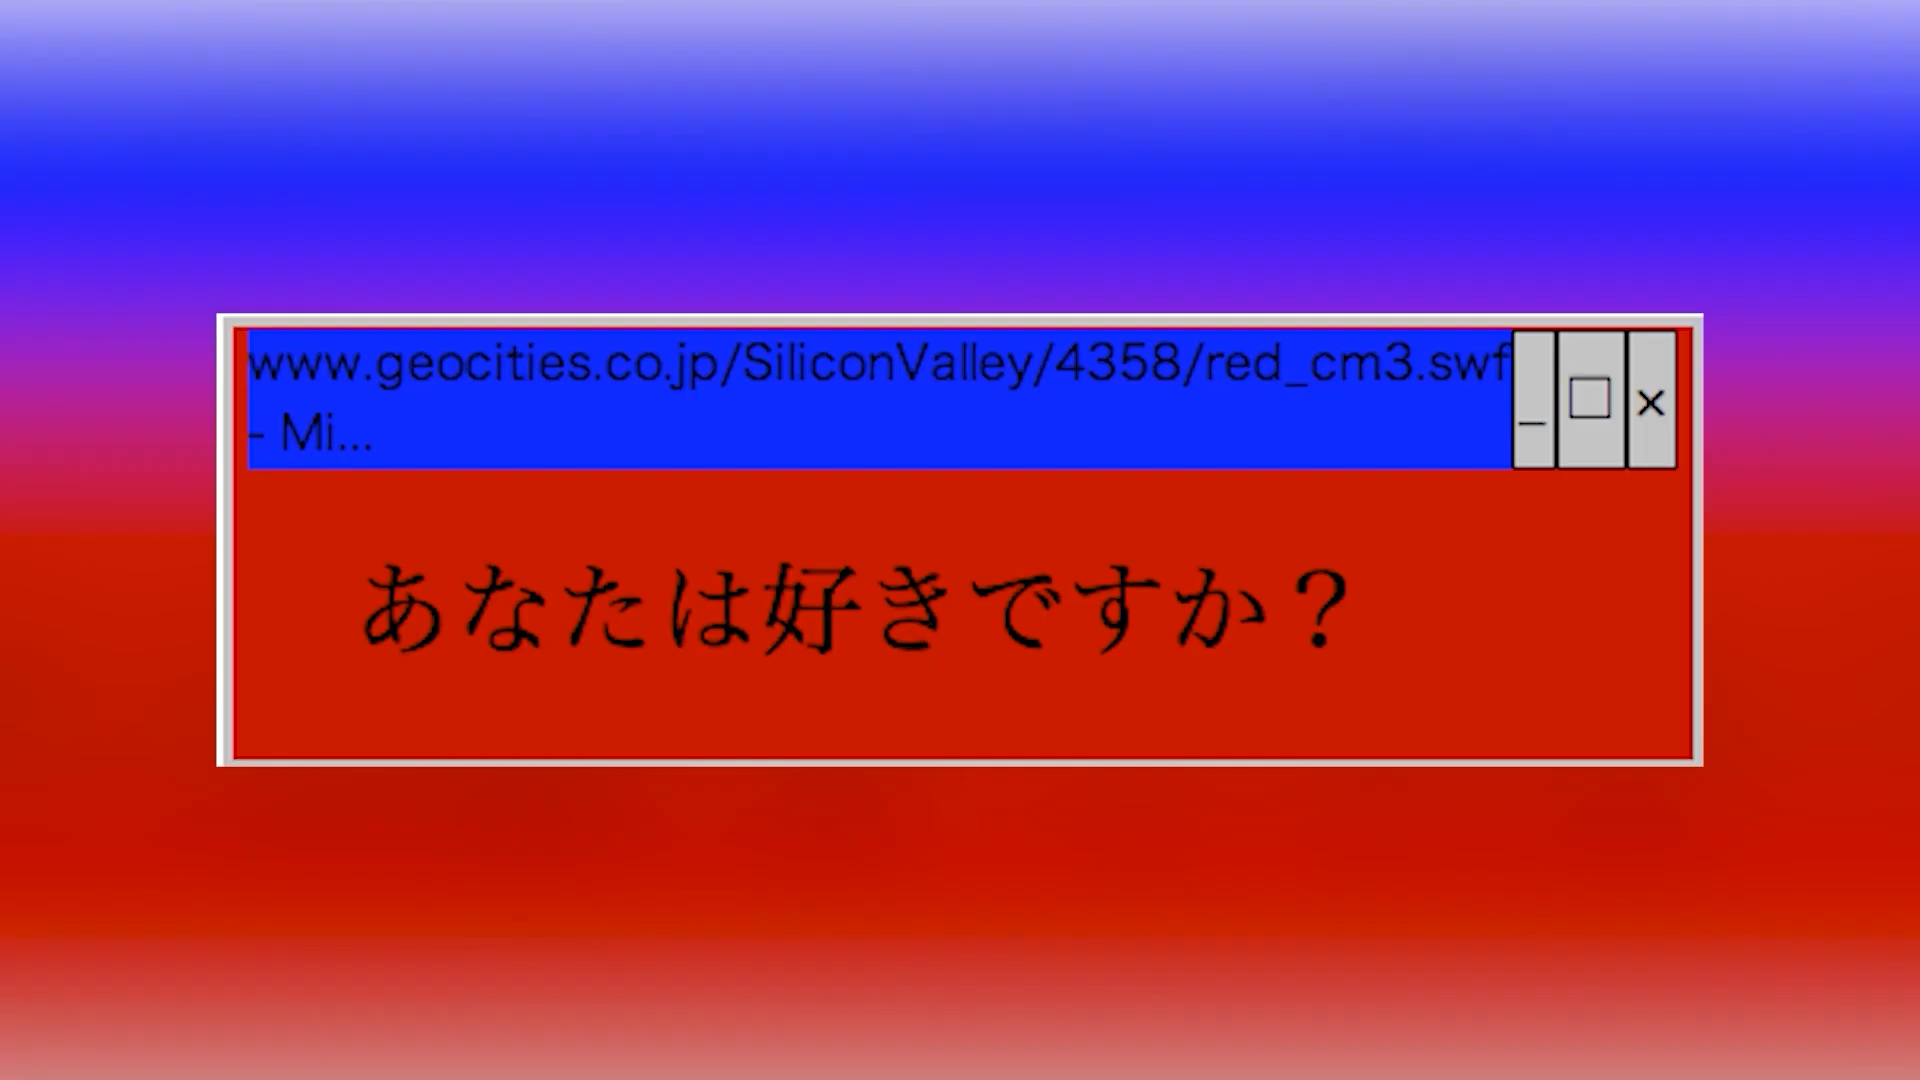 www.geocities.co.jp/SiliconValley/4358/red_cm3.swf
- Mi...
あなたは好きですか？